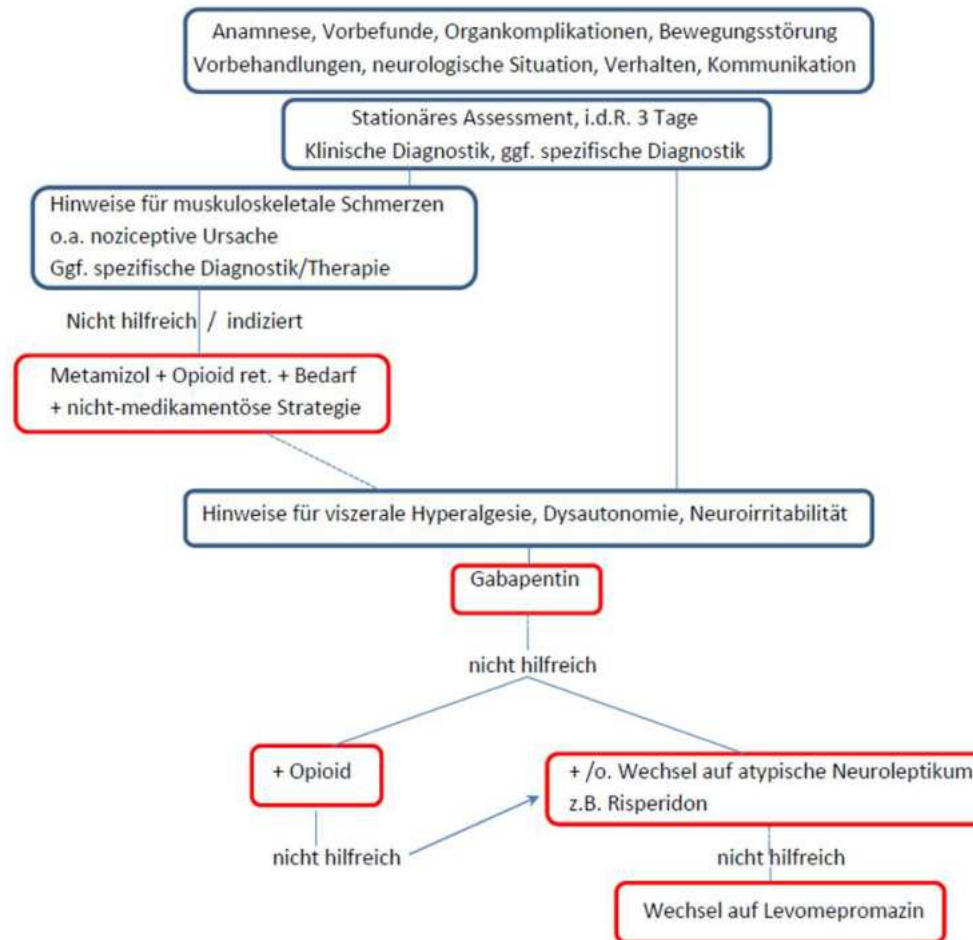 Anamnese, Vorbefunde, Organkomplikationen, Bewegungsstörung
Vorbehandlungen, neurologische Situation, Verhalten, Kommunikation
Stationäres Assessment, i.d.R. 3 Tage
Klinische Diagnostik, ggf. spezifische Diagnostik
Hinweise für muskuloskeletale Schmerzen
o.a. noziceptive Ursache
Ggf. spezifische Diagnostik/Therapie
Nicht hilfreich / indiziert
Metamizol + Opioid ret. + Bedarf
+ nicht-medikamentöse Strategie
Hinweise für viszerale Hyperalgesie, Dysautonomie, Neuroirritabilität
Gabapentin
nicht hilfreich
+ Opioid
+ /o. Wechsel auf atypische Neuroleptikum
z.B. Risperidon
nicht hilfreich
nicht hilfreich
Wechsel auf Levomepromazin